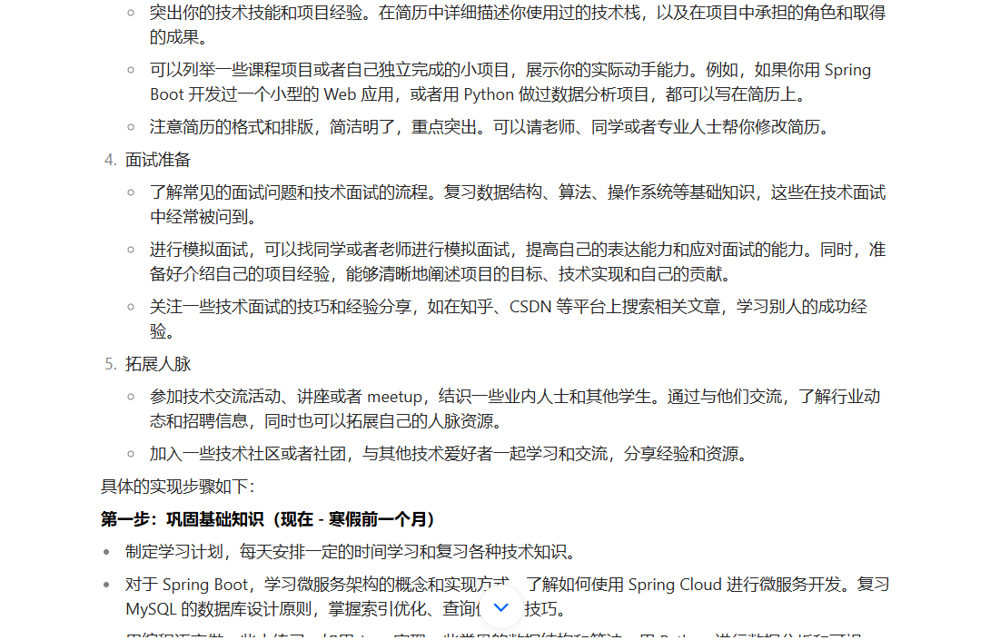 突出你的技术技能和项目经验。在简历中详细描述你使用过的技术栈，以及在项目中承担的角色和取得
的成果。
可以列举一些课程项目或者自己独立完成的小项目，展示你的实际动手能力。例如，如果你用 Spring
Boot 开发过一个小型的 Web 应用，或者用 Python 做过数据分析项目，都可以写在简历上。
注意简历的格式和排版，简洁明了，重点突出。可以请老师、同学或者专业人士帮你修改简历。
4. 面试准备
了解常见的面试问题和技术面试的流程。复习数据结构、算法、操作系统等基础知识，这些在技术面试
中经常被问到。
进行模拟面试，可以找同学或者老师进行模拟面试，提高自己的表达能力和应对面试的能力。同时，准
备好介绍自己的项目经验，能够清晰地阐述项目的目标、技术实现和自己的贡献。
关注一些技术面试的技巧和经验分享，如在知乎、CSDN 等平台上搜索相关文章，学习别人的成功经
验。
5. 拓展人脉
参加技术交流活动、讲座或者 meetup，结识一些业内人士和其他学生。通过与他们交流，了解行业动
态和招聘信息，同时也可以拓展自己的人脉资源。
加入一些技术社区或者社团，与其他技术爱好者一起学习和交流，分享经验和资源。
具体的实现步骤如下：
第一步：巩固基础知识（现在 - 寒假前一个月）
制定学习计划，每天安排一定的时间学习和复习各种技术知识。
对于 Spring Boot，学习微服务架构的概念和实现方式，了解如何使用 Spring Cloud 进行微服务开发。复习
MySQL 的数据库设计原则，掌握索引优化、查询技巧。